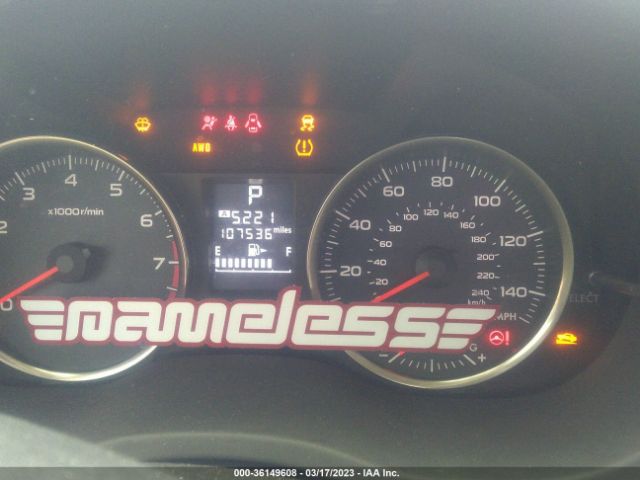 AWD
0 2 3 4 5 6 7
x1000r/min
P
A 5221
107536 miles
E F
20 40 60 80 100 120 140
20 40 60 80 100 120 140 160 180 200 220 240
km/h
MPH
SELECT
nameless
G
000-36149608 - 03/17/2023 - IAA Inc.